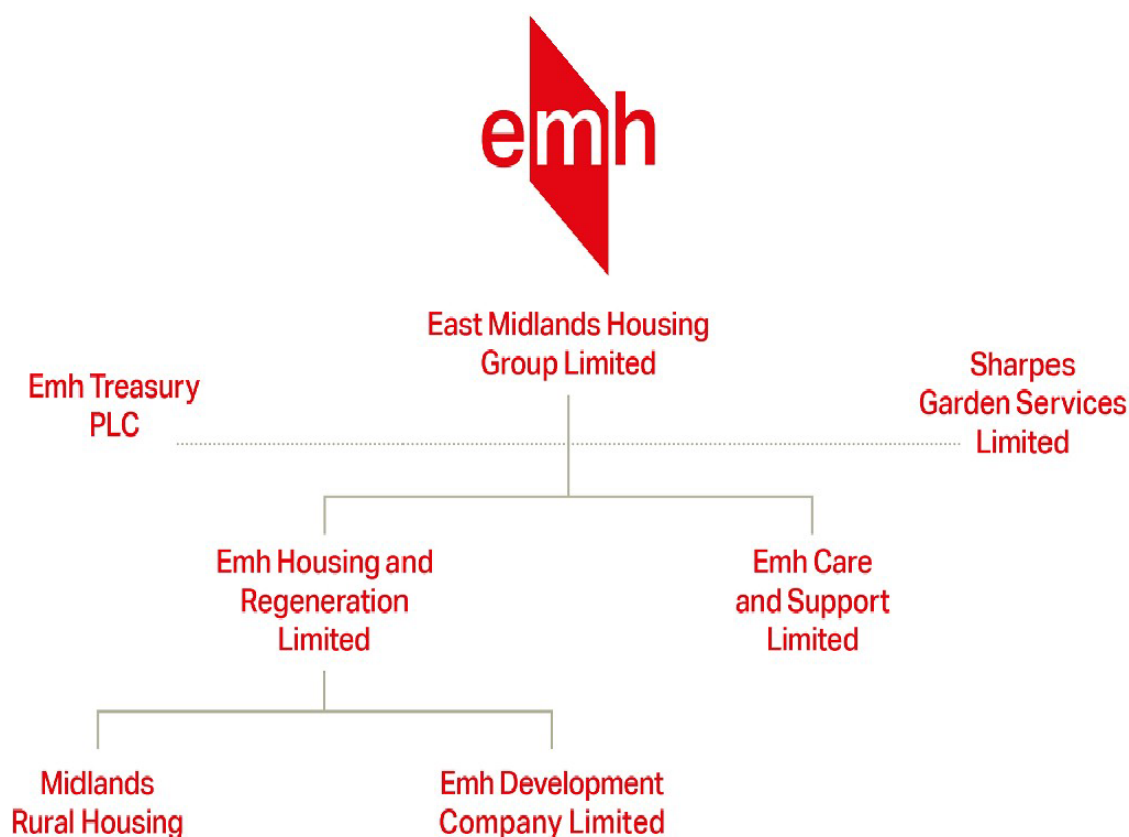 emh
East Midlands Housing
Group Limited
Emh Treasury
PLC
Sharpes
Garden Services
Limited
Emh Housing and
Regeneration
Limited
Emh Care
and Support
Limited
Midlands
Rural Housing
Emh Development
Company Limited